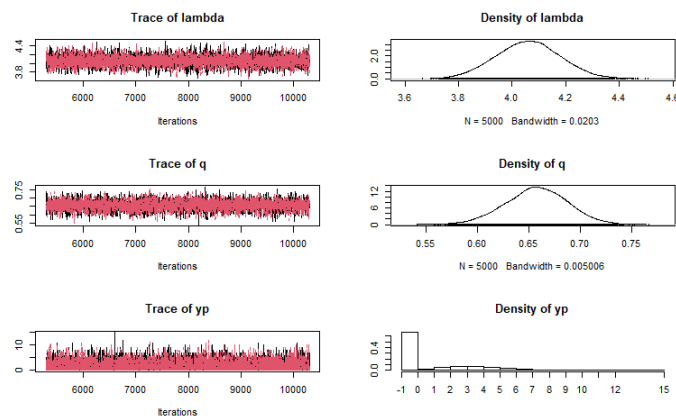 Trace of lambda
4.4
3.8
6000 7000 8000 9000 10000
Iterations
Density of lambda
2.0
0.0
3.6 3.8 4.0 4.2 4.4 4.6
N = 5000 Bandwidth = 0.0203
Trace of q
0.75
0.55
6000 7000 8000 9000 10000
Iterations
Density of q
12
6
0
0.55 0.60 0.65 0.70 0.75
N = 5000 Bandwidth = 0.005006
Trace of yp
10
0
6000 7000 8000 9000 10000
Iterations
Density of yp
0.4
0.0
-1 0 1 2 3 4 5 6 7 8 9 10 12 15